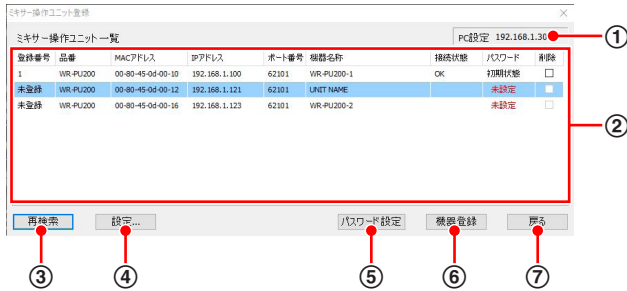 ミキサー操作ユニット登録
ミキサー操作ユニット一覧 PC設定 192.168.1.30 ①
登録番号 品番 MACアドレス IPアドレス ポート番号 機器名称 接続状態 パスワード 削除
1 WR-PU200 00-80-45-0d-00-10 192.168.1.100 62101 WR-PU200-1 OK 初期状態
未登録 WR-PU200 00-80-45-0d-00-12 192.168.1.121 62101 UNIT NAME 未設定
未登録 WR-PU200 00-80-45-0d-00-16 192.168.1.123 62101 WR-PU200-2 未設定
②
再検索 設定... パスワード設定 機器登録 戻る
③ ④ ⑤ ⑥ ⑦